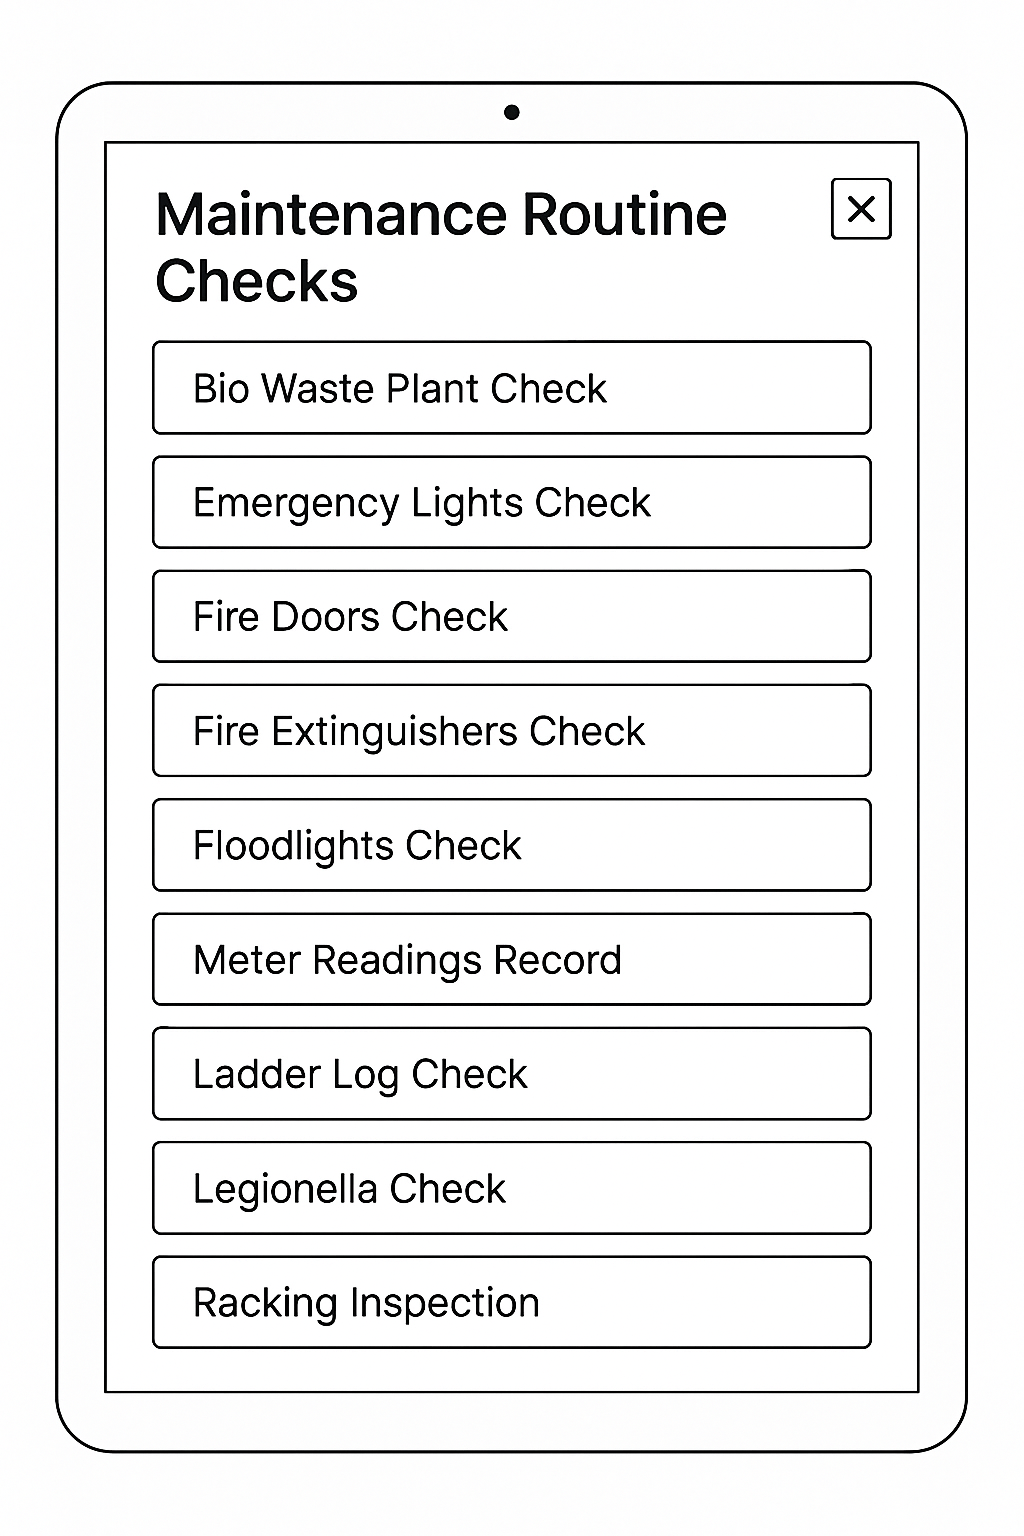 Maintenance Routine
Checks
Bio Waste Plant Check
Emergency Lights Check
Fire Doors Check
Fire Extinguishers Check
Floodlights Check
Meter Readings Record
Ladder Log Check
Legionella Check
Racking Inspection